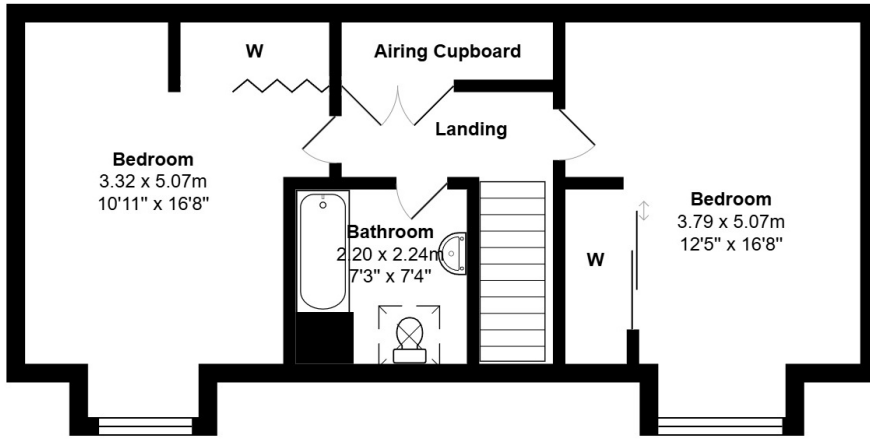 W
Airing Cupboard
Landing
Bedroom
3.32 x 5.07m
10'11" x 16'8"
Bathroom
2.20 x 2.24m
7'3" x 7'4"
Bedroom
3.79 x 5.07m
12'5" x 16'8"
W